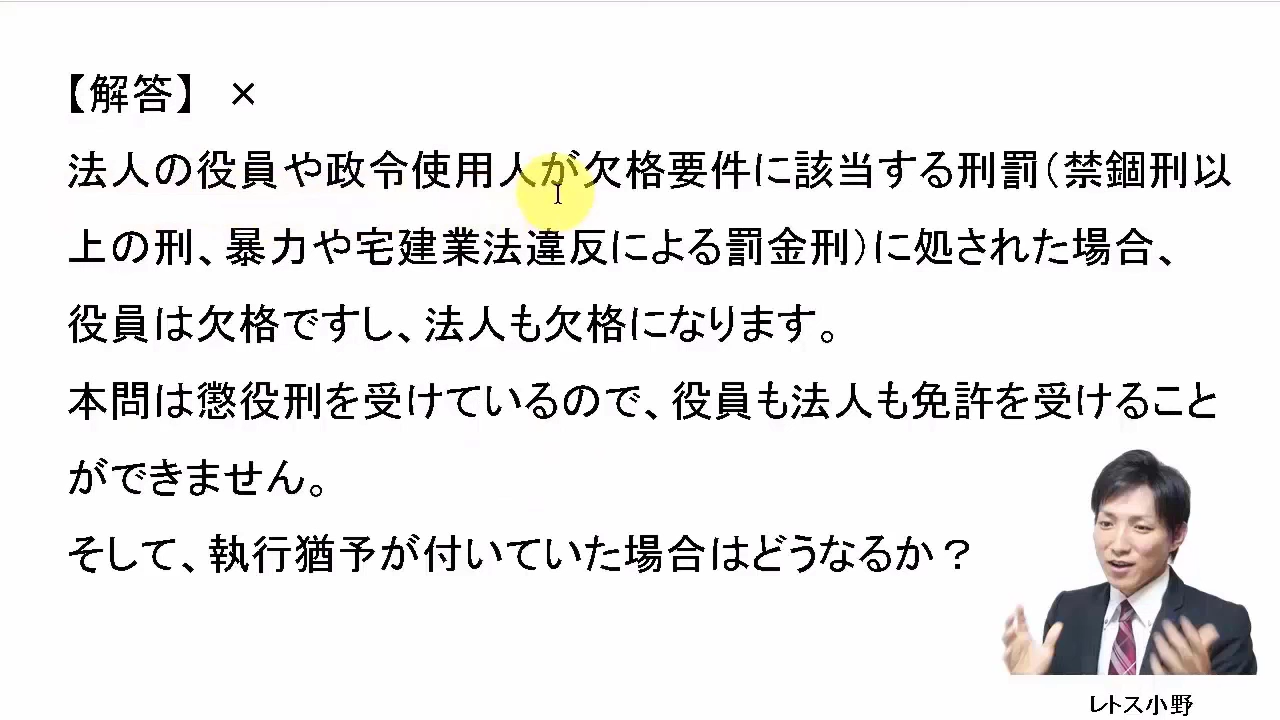 【解答】 ×
法人の役員や政令使用人が欠格要件に該当する刑罰(禁錮刑以
上の刑、暴力や宅建業法違反による罰金刑)に処された場合、
役員は欠格ですし、法人も欠格になります。
本問は懲役刑を受けているので、役員も法人も免許を受けること
ができません。
そして、執行猶予が付いていた場合はどうなるか？
レトス小野